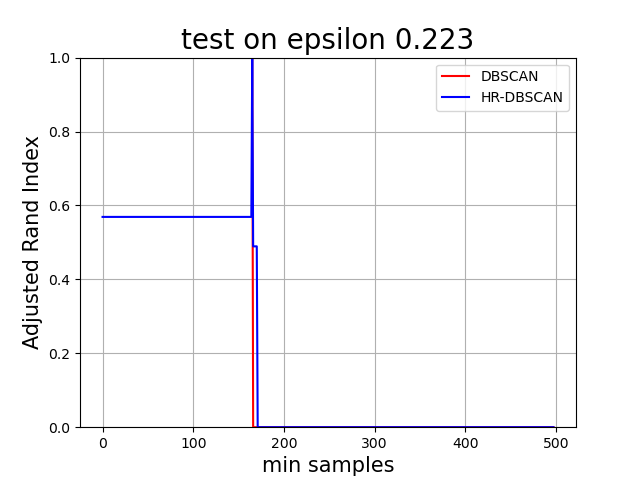 test on epsilon 0.223
DBSCAN
HR-DBSCAN
Adjusted Rand Index
1.0
0.8
0.6
0.4
0.2
0.0
0 100 200 300 400 500
min samples